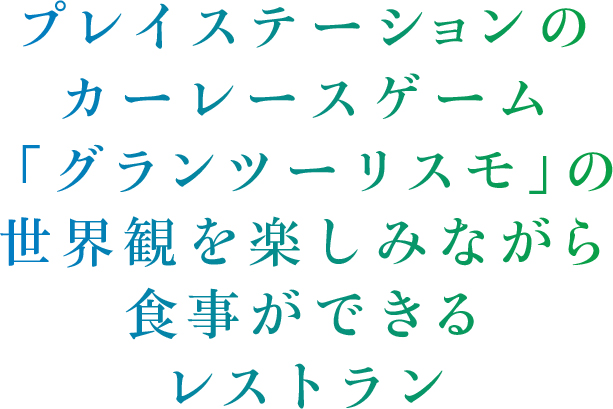 プレイステーションの
カーレースゲーム
「グランツーリスモ」の
世界観を楽しみながら
食事ができる
レストラン